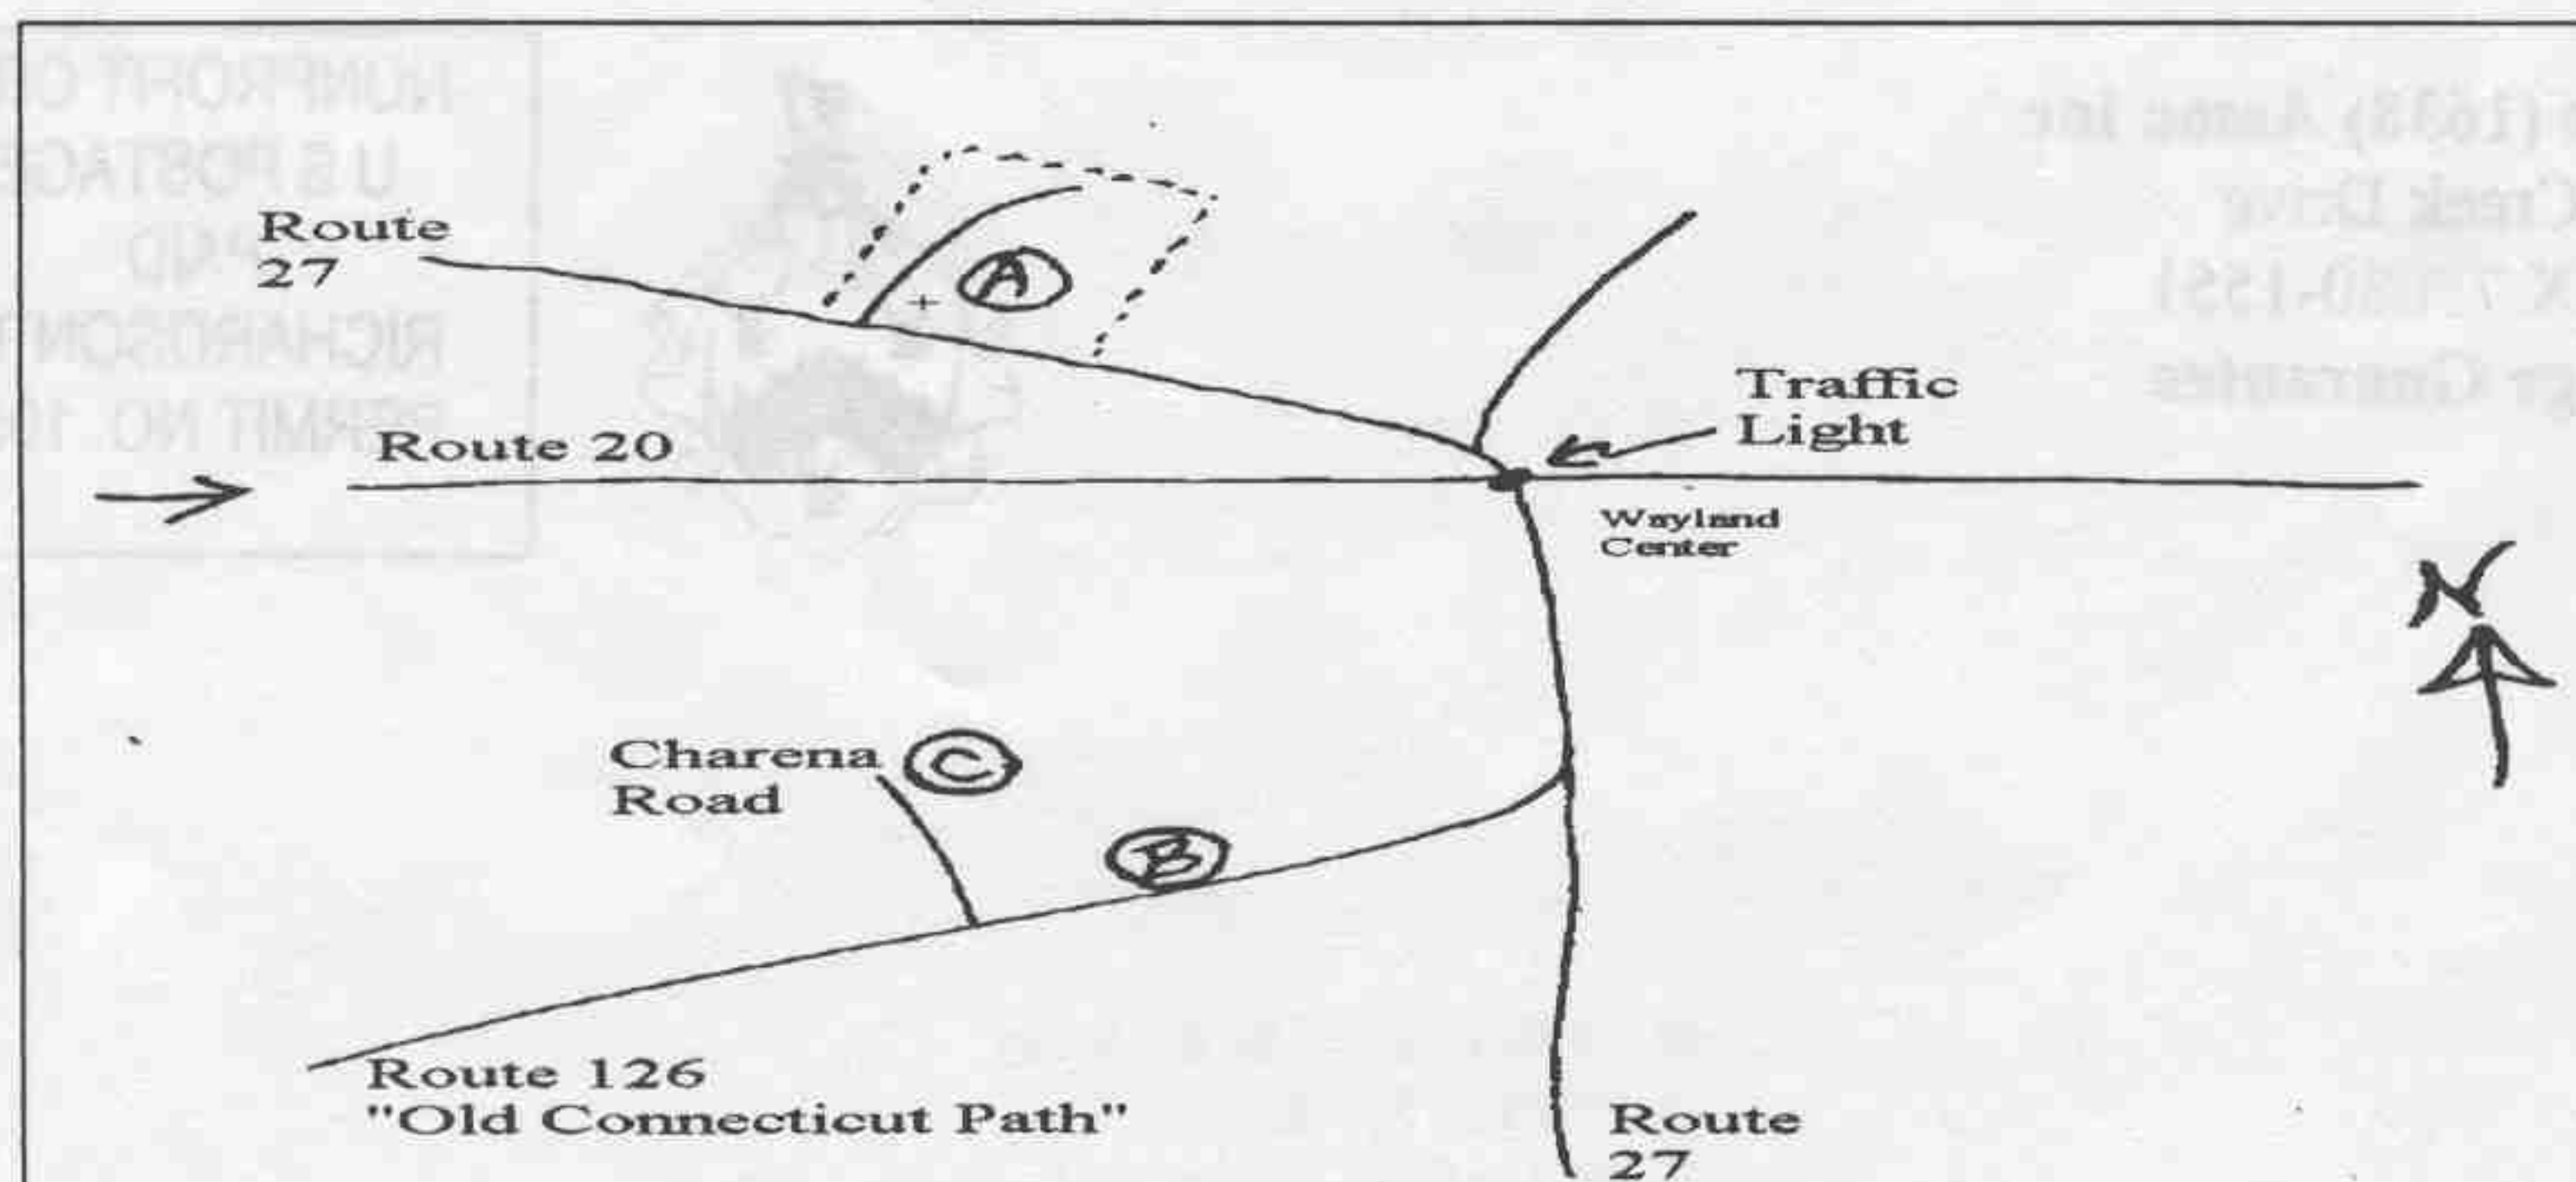 Route
27
A
Route 20
Traffic
Light
Wayland
Center
N
Charena
Road
C
B
Route 126
"Old Connecticut Path"
Route
27